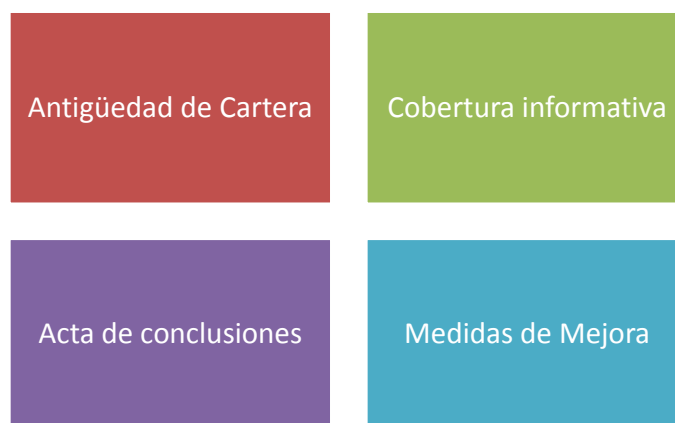 Antigüedad de Cartera
Cobertura informativa
Acta de conclusiones
Medidas de Mejora